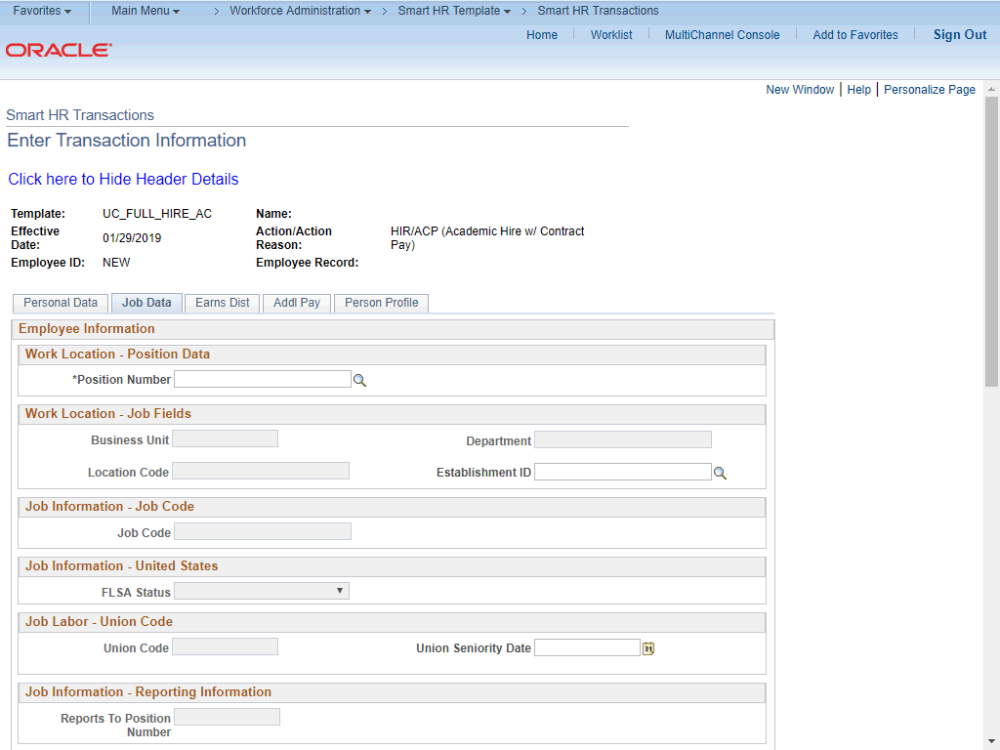 Favorites Main Menu > Workforce Administration > Smart HR Template > Smart HR Transactions
Home Worklist MultiChannel Console Add to Favorites Sign Out
ORACLE
New Window Help Personalize Page
Smart HR Transactions
Enter Transaction Information
Click here to Hide Header Details
Template: UC_FULL_HIRE_AC Name:
Effective Date: 01/29/2019 Action/Action Reason: HIR/ACP (Academic Hire w/ Contract Pay)
Employee ID: NEW Employee Record:
Personal Data Job Data Earns Dist Addl Pay Person Profile
Employee Information
Work Location - Position Data
*Position Number
Work Location - Job Fields
Business Unit Department
Location Code Establishment ID
Job Information - Job Code
Job Code
Job Information - United States
FLSA Status
Job Labor - Union Code
Union Code Union Seniority Date 31
Job Information - Reporting Information
Reports To Position
Number